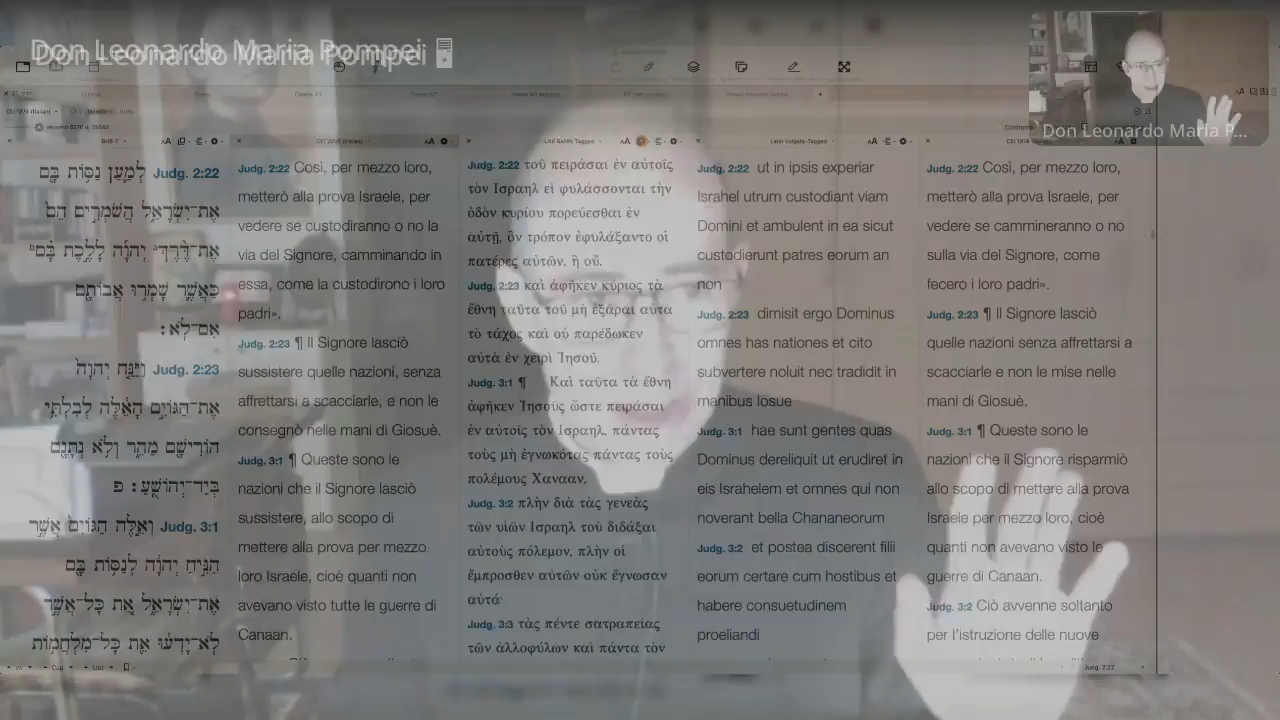 Don Leonardo Maria Pompei
Don Leonardo Maria P...
Judg. 2:22 לְמַ֛עַן נַסּ֥וֹת בָּ֖ם
אֶת־יִשְׂרָאֵ֑ל הֲשֹׁמְרִ֣ים הֵם֩
אֶת־דֶּ֨רֶךְ יְהוָ֜ה לָלֶ֣כֶת בָּ֗ם
כַּאֲשֶׁ֛ר שָׁמְר֥וּ אֲבוֹתָ֖ם
אִם־לֹֽא׃
Judg. 2:23 וַיַּנַּ֤ח יְהוָה֙
אֶת־הַגּוֹיִ֣ם הָאֵ֔לֶּה לְבִלְתִּ֥י
הוֹרִישָׁ֖ם מַהֵ֑ר וְלֹ֥א נְתָנָ֖ם
בְּיַד־יְהוֹשֻֽׁעַ׃ פ
Judg. 3:1 וְאֵ֤לֶּה הַגּוֹיִם֙ אֲשֶׁ֣ר
הִנִּ֣יחַ יְהוָ֔ה לְנַסּ֥וֹת בָּ֖ם
אֶת־יִשְׂרָאֵ֑ל אֵ֚ת כָּל־אֲשֶׁ֣ר
לֹֽא־יָדְע֔וּ אֵ֖ת כָּל־מִלְחֲמ֥וֹת
Judg. 2:22 Così, per mezzo loro,
metterò alla prova Israele, per
vedere se custodiranno o no la
via del Signore, camminando in
essa, come la custodirono i loro
padri».
Judg. 2:23 ¶ Il Signore lasciò
sussistere quelle nazioni, senza
affrettarsi a scacciarle, e non le
consegnò nelle mani di Giosuè.
Judg. 3:1 ¶ Queste sono le
nazioni che il Signore lasciò
sussistere, allo scopo di
mettere alla prova per mezzo
loro Israele, cioè quanti non
avevano visto tutte le guerre di
Canaan.
Judg. 2:22 τοῦ πειράσαι ἐν αὐτοῖς
τὸν Ισραηλ εἰ φυλάσσονται τὴν
ὁδὸν κυρίου πορεύεσθαι ἐν
αὐτῇ, ὃν τρόπον ἐφυλάξαντο οἱ
πατέρες αὐτῶν, ἢ οὔ.
Judg. 2:23 καὶ ἀφῆκεν κύριος τὰ
ἔθνη ταῦτα τοῦ μὴ ἐξᾶραι αὐτὰ
τὸ τάχος καὶ οὐ παρέδωκεν
αὐτὰ ἐν χειρὶ Ἰησοῦ.
Judg. 3:1 ¶ Καὶ ταῦτα τὰ ἔθνη
ἀφῆκεν Ἰησοῦς ὥστε πειράσαι
ἐν αὐτοῖς τὸν Ισραηλ, πάντας
τοὺς μὴ ἐγνωκότας πάντας τοὺς
πολέμους Χανααν,
Judg. 3:2 πλὴν διὰ τὰς γενεὰς
τῶν υἱῶν Ισραηλ τοῦ διδάξαι
αὐτοὺς πόλεμον, πλὴν οἱ
ἔμπροσθεν αὐτῶν οὐκ ἔγνωσαν
αὐτά·
Judg. 3:3 τὰς πέντε σατραπείας
τῶν ἀλλοφύλων καὶ πάντα τὸν
Judg. 2:22 ut in ipsis experiar
Israhel utrum custodiant viam
Domini et ambulent in ea sicut
custodierunt patres eorum an
non
Judg. 2:23 dimisit ergo Dominus
omnes has nationes et cito
subvertere noluit nec tradidit in
manibus Iosue
Judg. 3:1 hae sunt gentes quas
Dominus dereliquit ut erudiret in
eis Israhelem et omnes qui non
noverant bella Chananeorum
Judg. 3:2 et postea discerent filii
eorum certare cum hostibus et
habere consuetudinem
proeliandi
Judg. 2:22 Così, per mezzo loro,
metterò alla prova Israele, per
vedere se cammineranno o no
sulla via del Signore, come
fecero i loro padri».
Judg. 2:23 ¶ Il Signore lasciò
quelle nazioni senza affrettarsi a
scacciarle e non le mise nelle
mani di Giosuè.
Judg. 3:1 ¶ Queste sono le
nazioni che il Signore risparmiò
allo scopo di mettere alla prova
Israele per mezzo loro, cioè
quanti non avevano visto le
guerre di Canaan.
Judg. 3:2 Ciò avvenne soltanto
per l'istruzione delle nuove
Judg. 2:22